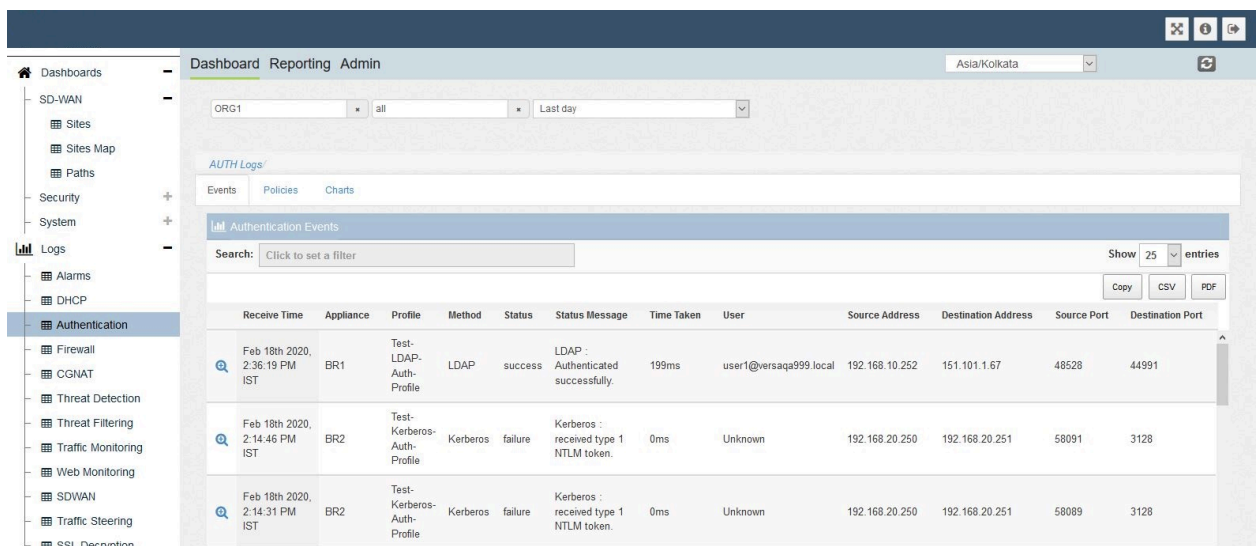 Dashboards
SD-WAN
Sites
Sites Map
Paths
Security
System
Logs
Alarms
DHCP
Authentication
Firewall
CGNAT
Threat Detection
Threat Filtering
Traffic Monitoring
Web Monitoring
SDWAN
Traffic Steering
SSL Decryption
Dashboard Reporting Admin
Asia/Kolkata
ORG1 all Last day
AUTH Logs/
Events Policies Charts
Authentication Events
Search: Click to set a filter
Show 25 entries
Copy CSV PDF
Receive Time Appliance Profile Method Status Status Message Time Taken User Source Address Destination Address Source Port Destination Port
Feb 18th 2020, 2:36:19 PM IST BR1 Test-LDAP-Auth-Profile LDAP success LDAP : Authenticated successfully. 199ms user1@versaqa999.local 192.168.10.252 151.101.1.67 48528 44991
Feb 18th 2020, 2:14:46 PM IST BR2 Test-Kerberos-Auth-Profile Kerberos failure Kerberos : received type 1 NTLM token. 0ms Unknown 192.168.20.250 192.168.20.251 58091 3128
Feb 18th 2020, 2:14:31 PM IST BR2 Test-Kerberos-Auth-Profile Kerberos failure Kerberos : received type 1 NTLM token. 0ms Unknown 192.168.20.250 192.168.20.251 58089 3128